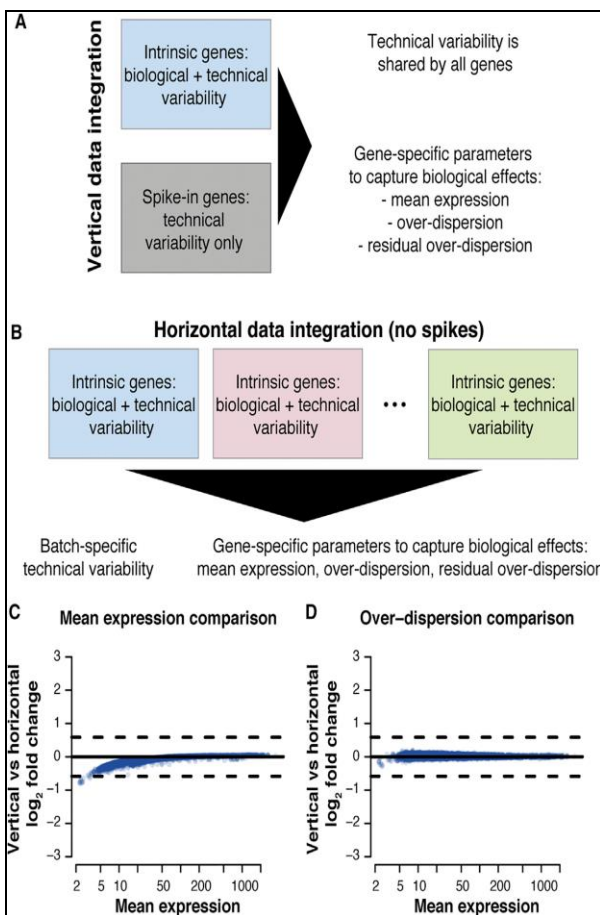 A
Vertical data integration
Intrinsic genes:
biological + technical
variability
Spike-in genes:
technical
variability only
Technical variability is
shared by all genes
Gene-specific parameters
to capture biological effects:
- mean expression
- over-dispersion
- residual over-dispersion
B
Horizontal data integration (no spikes)
Intrinsic genes:
biological + technical
variability
Intrinsic genes:
biological + technical
variability
...
Intrinsic genes:
biological + technical
variability
Batch-specific
technical variability
Gene-specific parameters to capture biological effects:
mean expression, over-dispersion, residual over-dispersion
C
Mean expression comparison
Vertical vs horizontal
log2 fold change
3
2
1
0
−1
−2
−3
2 5 10 50 200 1000
Mean expression
D
Over−dispersion comparison
Vertical vs horizontal
log2 fold change
3
2
1
0
−1
−2
−3
2 5 10 50 200 1000
Mean expression